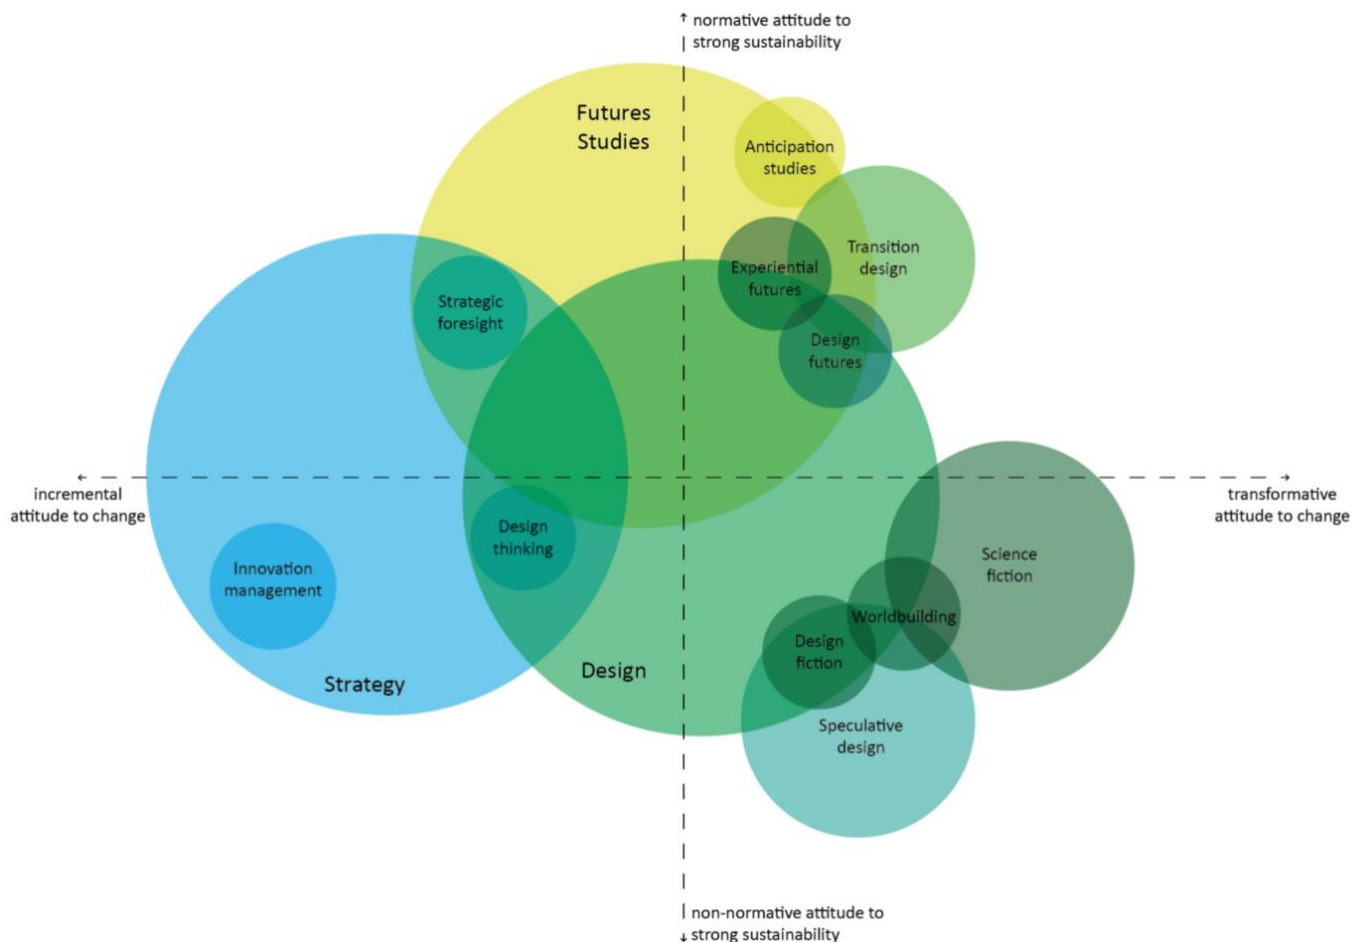 normative attitude to
strong sustainability
Futures
Studies
Anticipation
studies
Transition
design
Experiential
futures
Strategic
foresight
Design
futures
incremental
attitude to change
transformative
attitude to change
Design
thinking
Innovation
management
Science
fiction
Worldbuilding
Design
fiction
Design
Strategy
Speculative
design
non-normative attitude to
strong sustainability